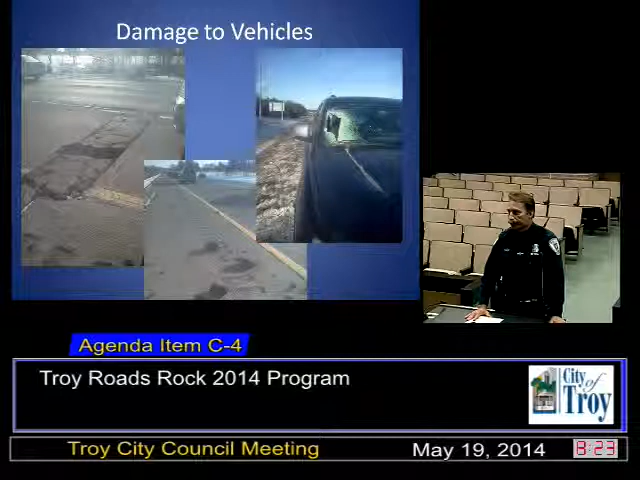 Damage to Vehicles
Agenda Item C-4
Troy Roads Rock 2014 Program
City
of
Troy
Troy City Council Meeting
May 19, 2014
8:23